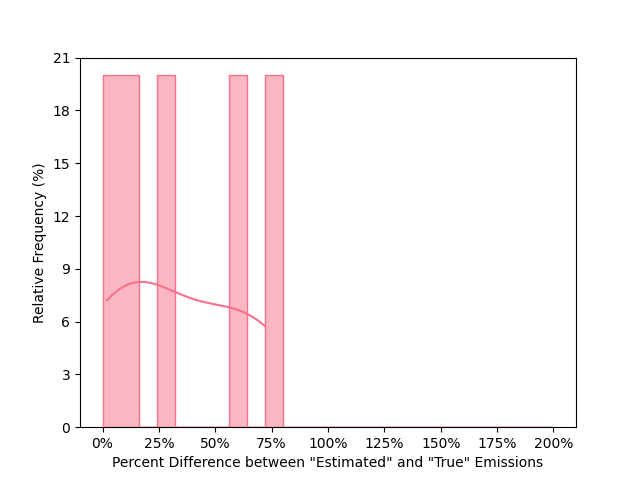 21
18
15
12
9
6
3
0
Relative Frequency (%)
0% 25% 50% 75% 100% 125% 150% 175% 200%
Percent Difference between "Estimated" and "True" Emissions